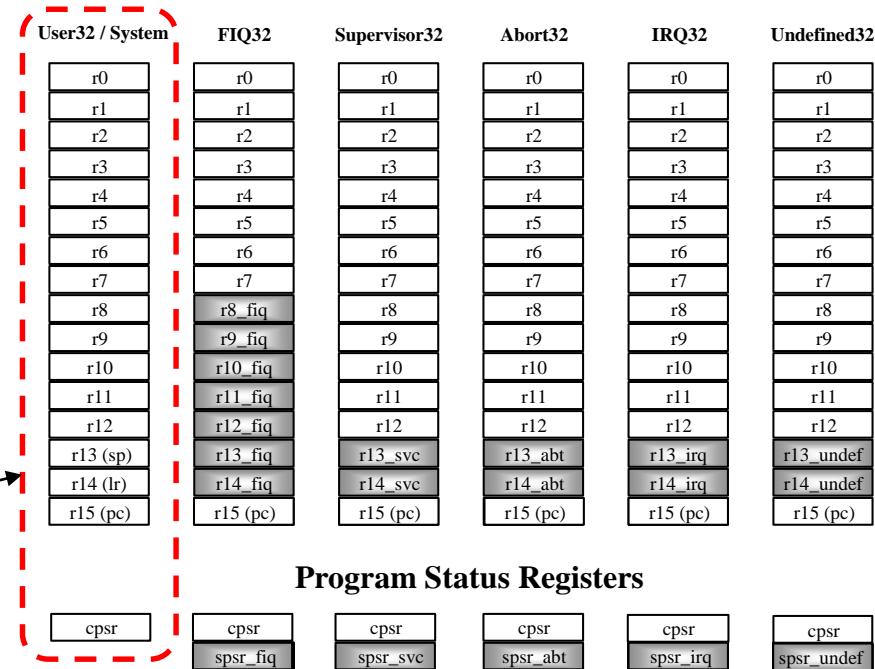 User32 / System FIQ32 Supervisor32 Abort32 IRQ32 Undefined32
r0 r0 r0 r0 r0 r0
r1 r1 r1 r1 r1 r1
r2 r2 r2 r2 r2 r2
r3 r3 r3 r3 r3 r3
r4 r4 r4 r4 r4 r4
r5 r5 r5 r5 r5 r5
r6 r6 r6 r6 r6 r6
r7 r7 r7 r7 r7 r7
r8 r8_fiq r8 r8 r8 r8
r9 r9_fiq r9 r9 r9 r9
r10 r10_fiq r10 r10 r10 r10
r11 r11_fiq r11 r11 r11 r11
r12 r12_fiq r12 r12 r12 r12
r13 (sp) r13_fiq r13_svc r13_abt r13_irq r13_undef
r14 (lr) r14_fiq r14_svc r14_abt r14_irq r14_undef
r15 (pc) r15 (pc) r15 (pc) r15 (pc) r15 (pc) r15 (pc)
Program Status Registers
cpsr cpsr cpsr cpsr cpsr cpsr
spsr_fiq spsr_svc spsr_abt spsr_irq spsr_undef